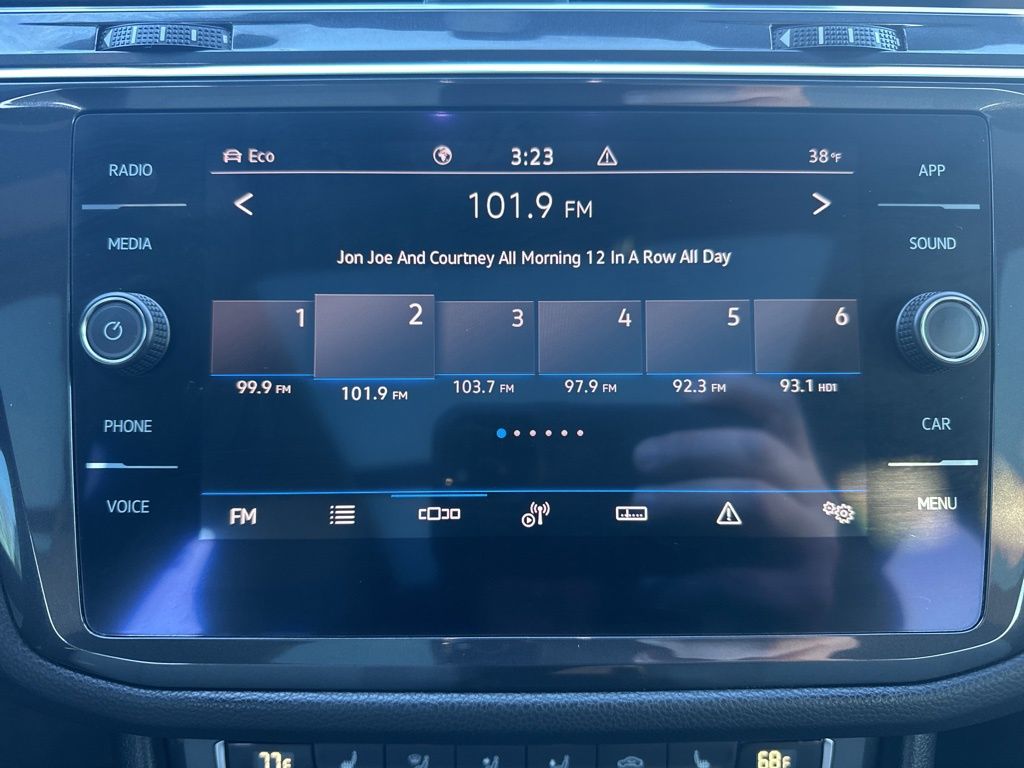 RADIO
MEDIA
PHONE
VOICE
Eco 3:23 38°F
101.9 FM
Jon Joe And Courtney All Morning 12 In A Row All Day
1 2 3 4 5 6
99.9 FM 101.9 FM 103.7 FM 97.9 FM 92.3 FM 93.1 HD1
FM
APP
SOUND
CAR
MENU
77°F 68°F